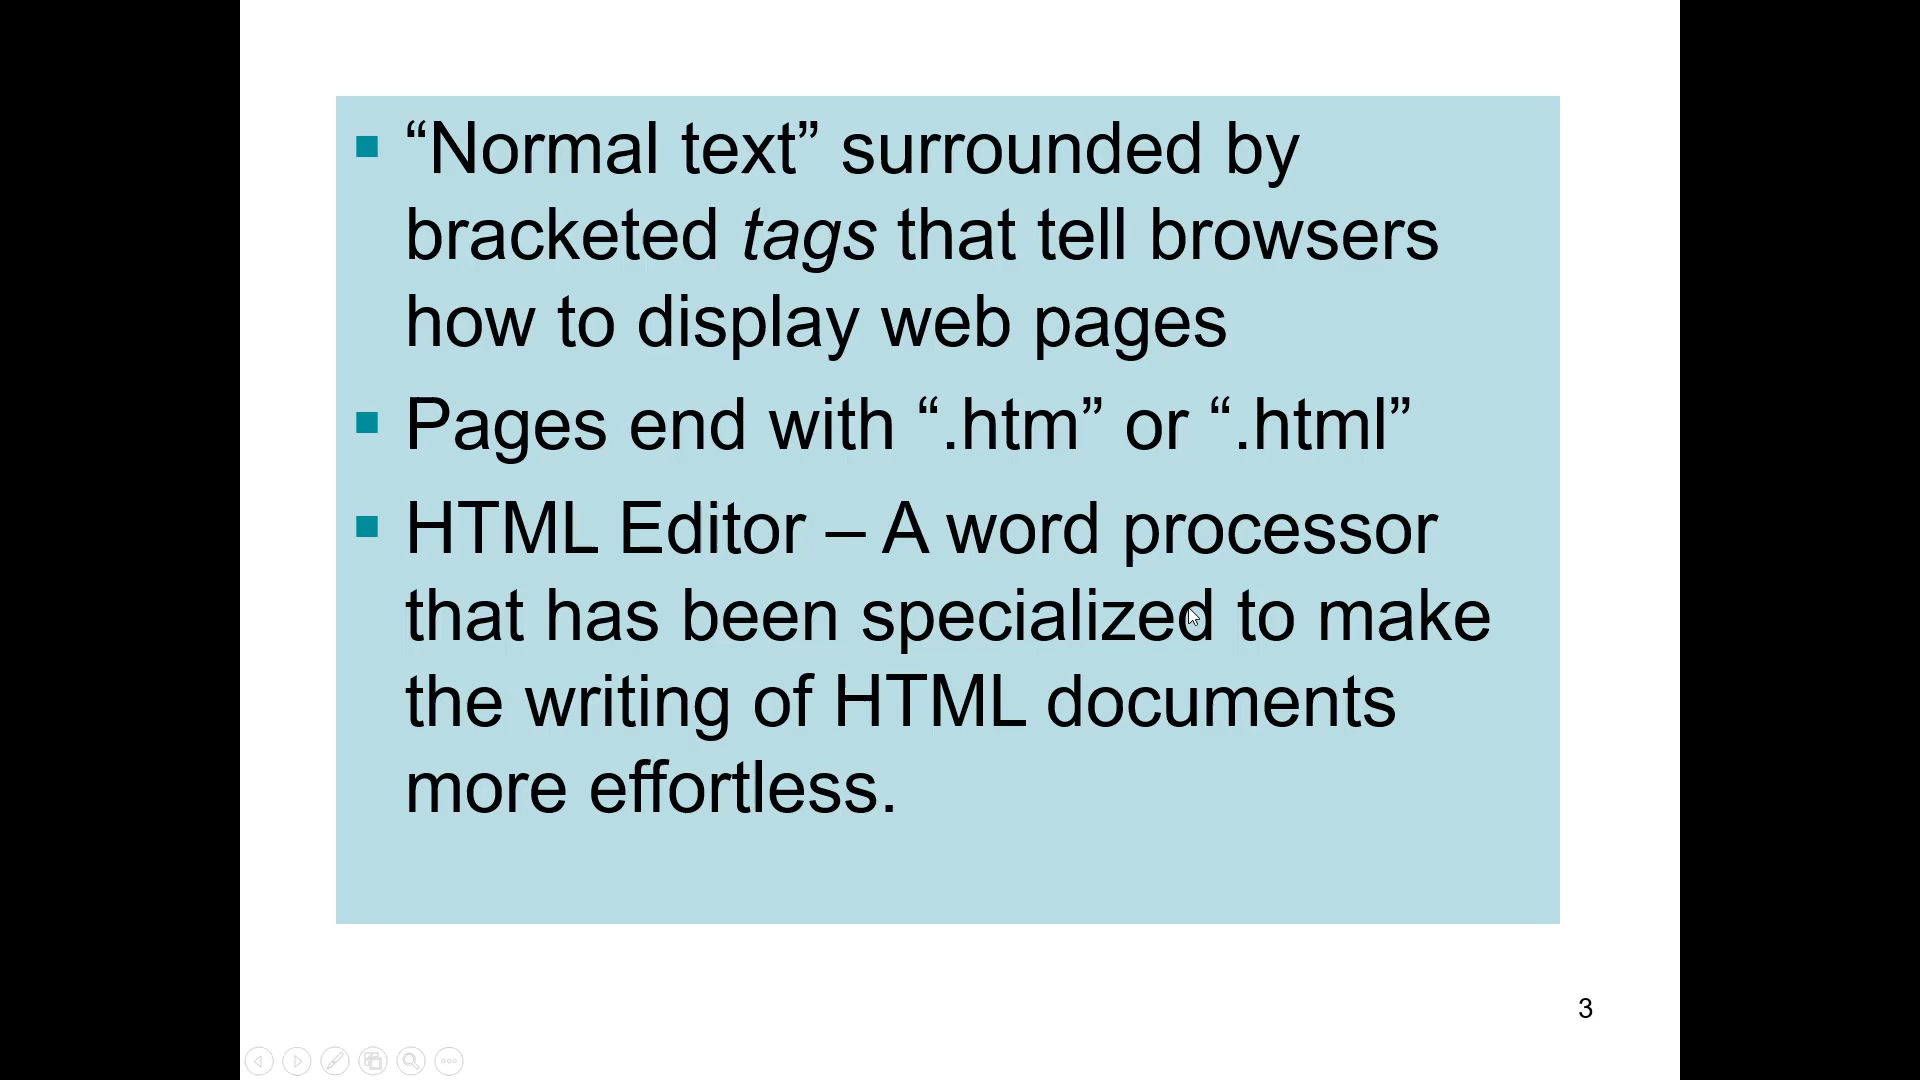 “Normal text” surrounded by
bracketed tags that tell browsers
how to display web pages
Pages end with “.htm” or “.html”
HTML Editor – A word processor
that has been specialized to make
the writing of HTML documents
more effortless.
3